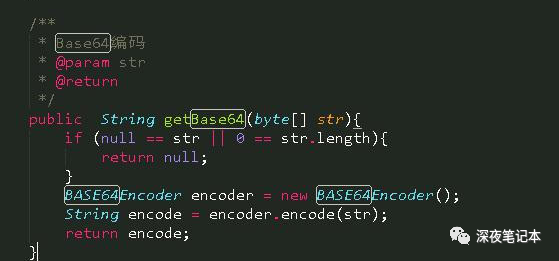 /**
 * Base64编码
 * @param str
 * @return
 */
public  String getBase64(byte[] str){
    if (null == str || 0 == str.length){
        return null;
    }
    BASE64Encoder encoder = new BASE64Encoder();
    String encode = encoder.encode(str);
    return encode;
}
深夜笔记本